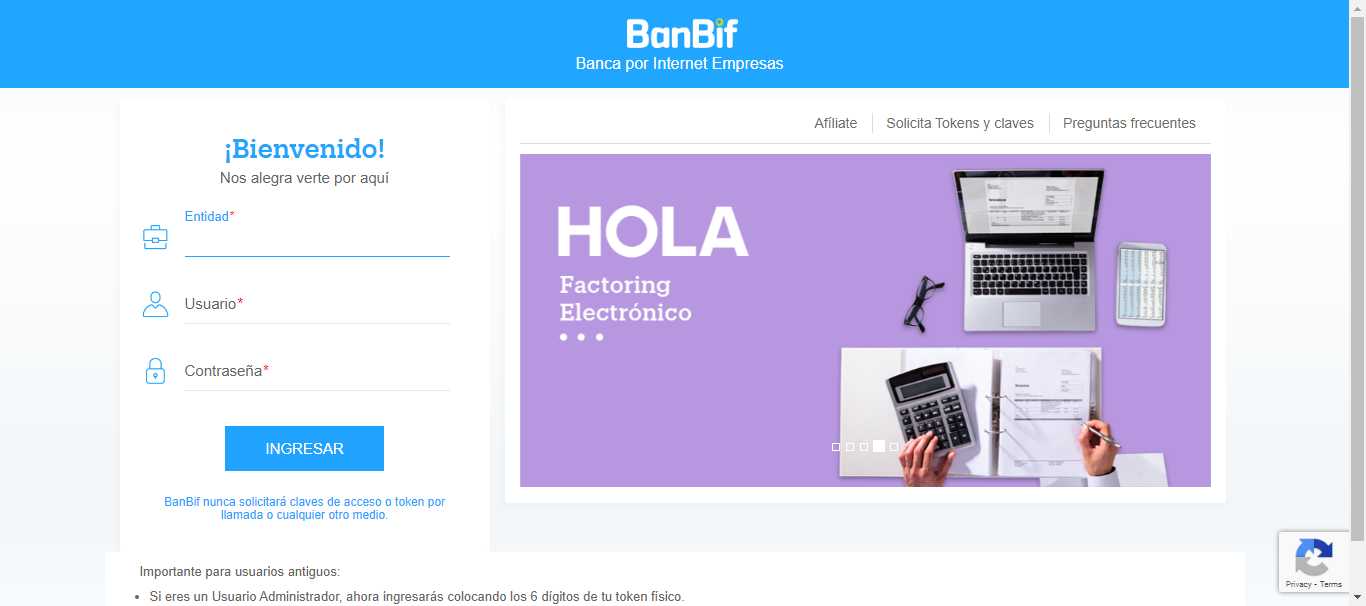 BanBif
Banca por Internet Empresas
¡Bienvenido!
Nos alegra verte por aquí
Entidad*
Usuario*
Contraseña*
INGRESAR
BanBif nunca solicitará claves de acceso o token por
llamada o cualquier otro medio.
Afíliate
Solicita Tokens y claves
Preguntas frecuentes
HOLA
Factoring
Electrónico
Importante para usuarios antiguos:
Si eres un Usuario Administrador, ahora ingresarás colocando los 6 dígitos de tu token físico.
Privacy - Terms